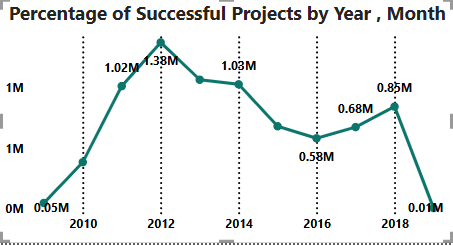 Percentage of Successful Projects by Year , Month
1.38M
1.02M
1.03M
1M
0.85M
0.68M
1M
0.58M
0M
0.05M
0.01M
2010
2012
2014
2016
2018